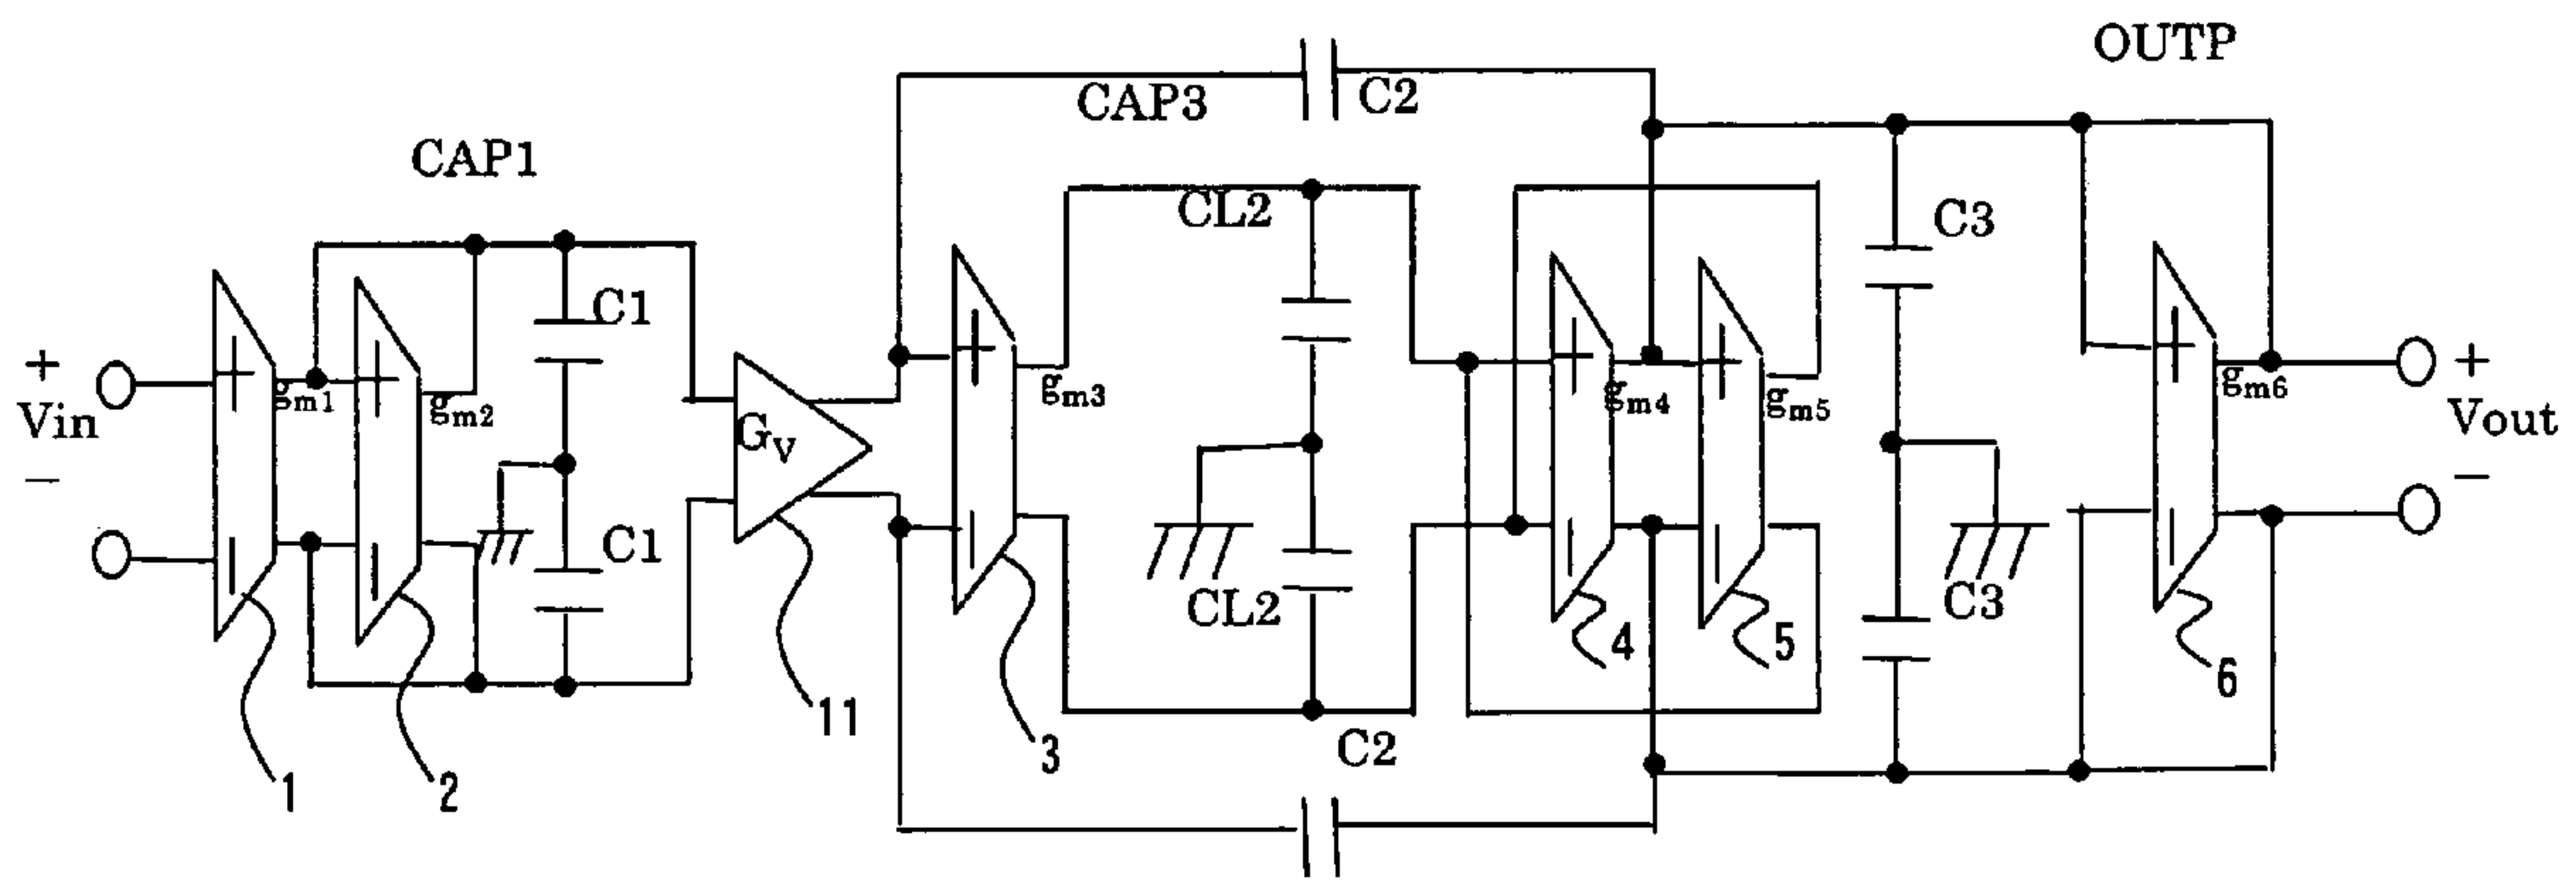 OUTP
CAP3
C2
CAP1
CL2
C3
C1
+
+
+
+
+
+
+
Vin
−
gm1
gm2
Gv
gm3
gm4
gm5
gm6
+
Vout
−
C1
CL2
C3
4
5
6
11
3
C2
1
2